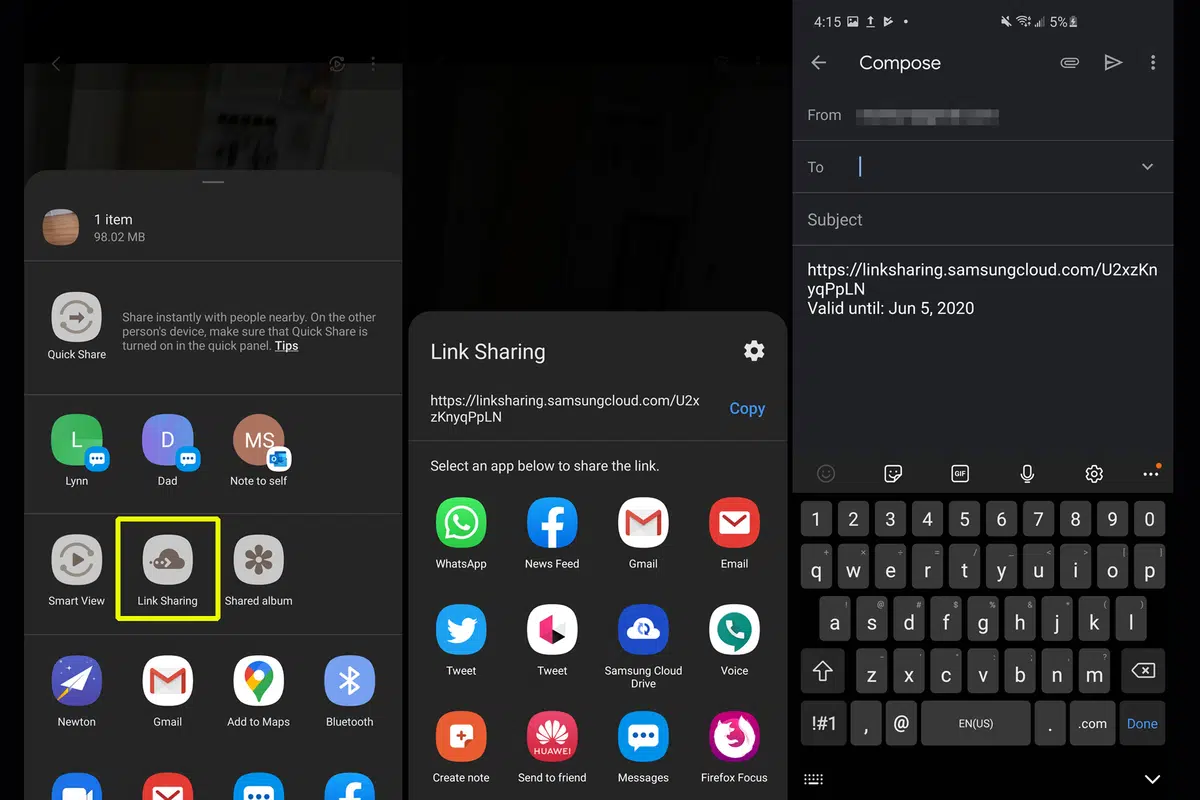 1 item
98.02 MB
Quick Share
Share instantly with people nearby. On the other
person's device, make sure that Quick Share is
turned on in the quick panel. Tips
L
D
MS
Lynn
Dad
Note to self
Smart View
Link Sharing
Shared album
Newton
Gmail
Add to Maps
Bluetooth
Link Sharing
https://linksharing.samsungcloud.com/U2x
zKnyqPpLN
Copy
Select an app below to share the link.
WhatsApp
News Feed
Gmail
Email
Tweet
Tweet
Samsung Cloud
Drive
Voice
HUAWEI
Create note
Send to friend
Messages
Firefox Focus
4:15
5%
Compose
From
To
Subject
https://linksharing.samsungcloud.com/U2xzKn
yqPpLN
Valid until: Jun 5, 2020
GIF
1 2 3 4 5 6 7 8 9 0
q w e r t y u i o p
a s d f g h j k l
z x c v b n m
!#1 , @ EN(US) . .com Done